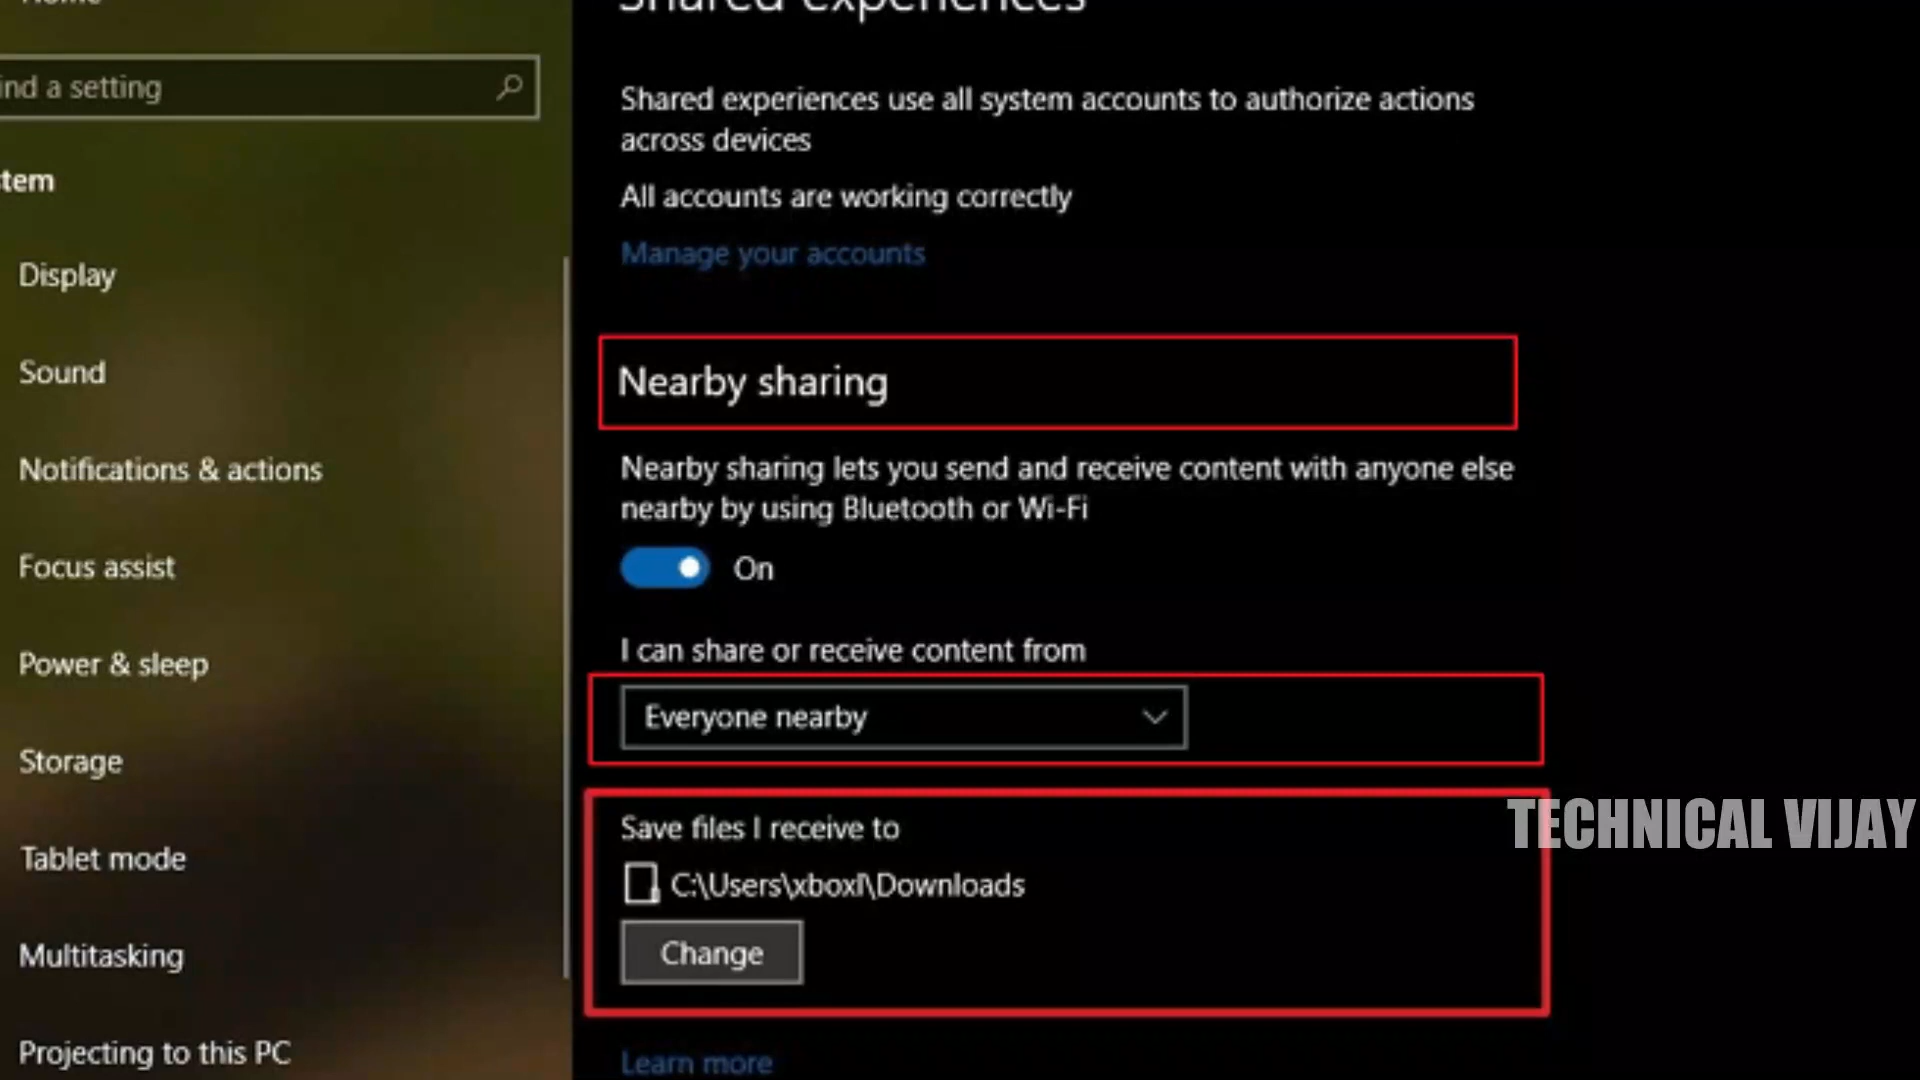 Home
Shared experiences
ind a setting
Shared experiences use all system accounts to authorize actions
across devices
tem
All accounts are working correctly
Manage your accounts
Display
Nearby sharing
Sound
Notifications & actions
Nearby sharing lets you send and receive content with anyone else
nearby by using Bluetooth or Wi-Fi
Focus assist
On
I can share or receive content from
Power & sleep
Everyone nearby
Storage
Save files I receive to
TECHNICAL VIJAY
Tablet mode
C:\Users\xboxl\Downloads
Change
Multitasking
Projecting to this PC
Learn more